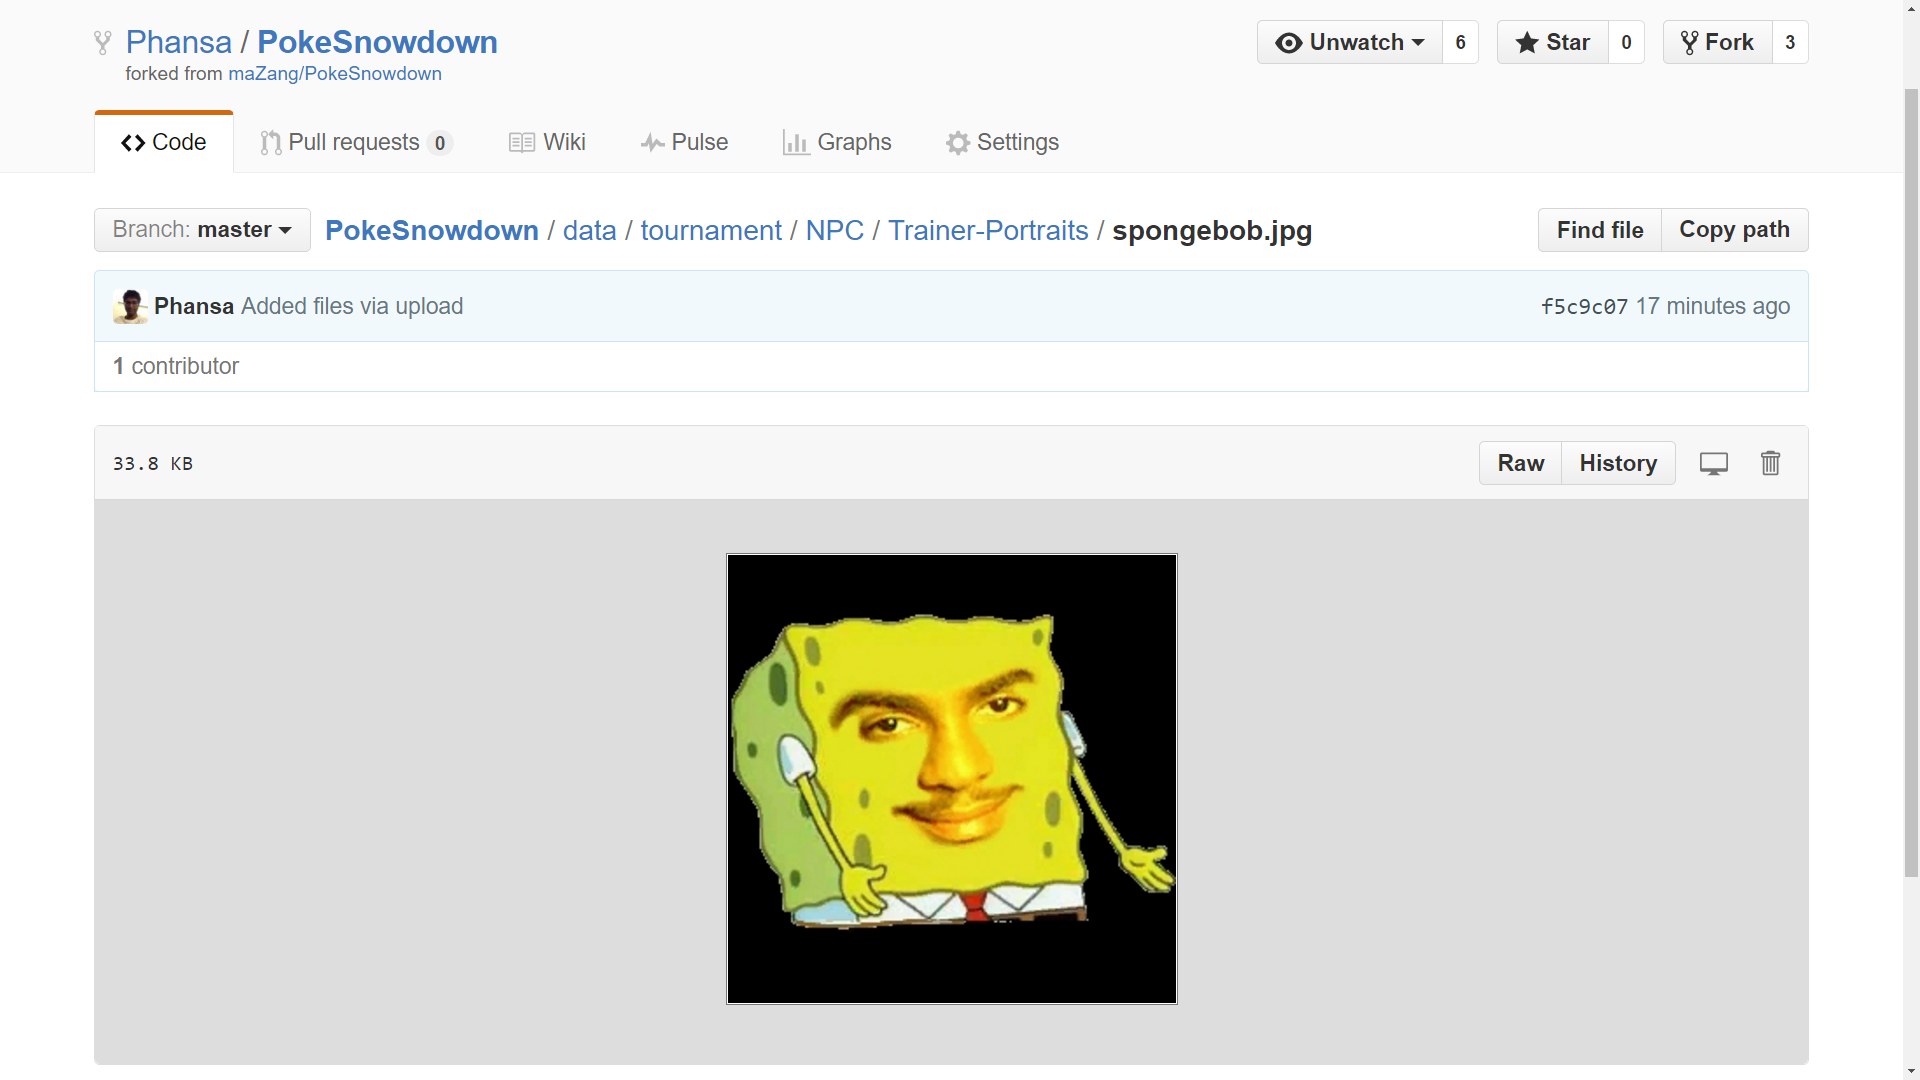 Phansa / PokeSnowdown
Unwatch 6
Star 0
Fork 3
forked from maZang/PokeSnowdown
Code
Pull requests 0
Wiki
Pulse
Graphs
Settings
Branch: master
PokeSnowdown / data / tournament / NPC / Trainer-Portraits / spongebob.jpg
Find file
Copy path
Phansa Added files via upload
f5c9c07 17 minutes ago
1 contributor
33.8 KB
Raw
History